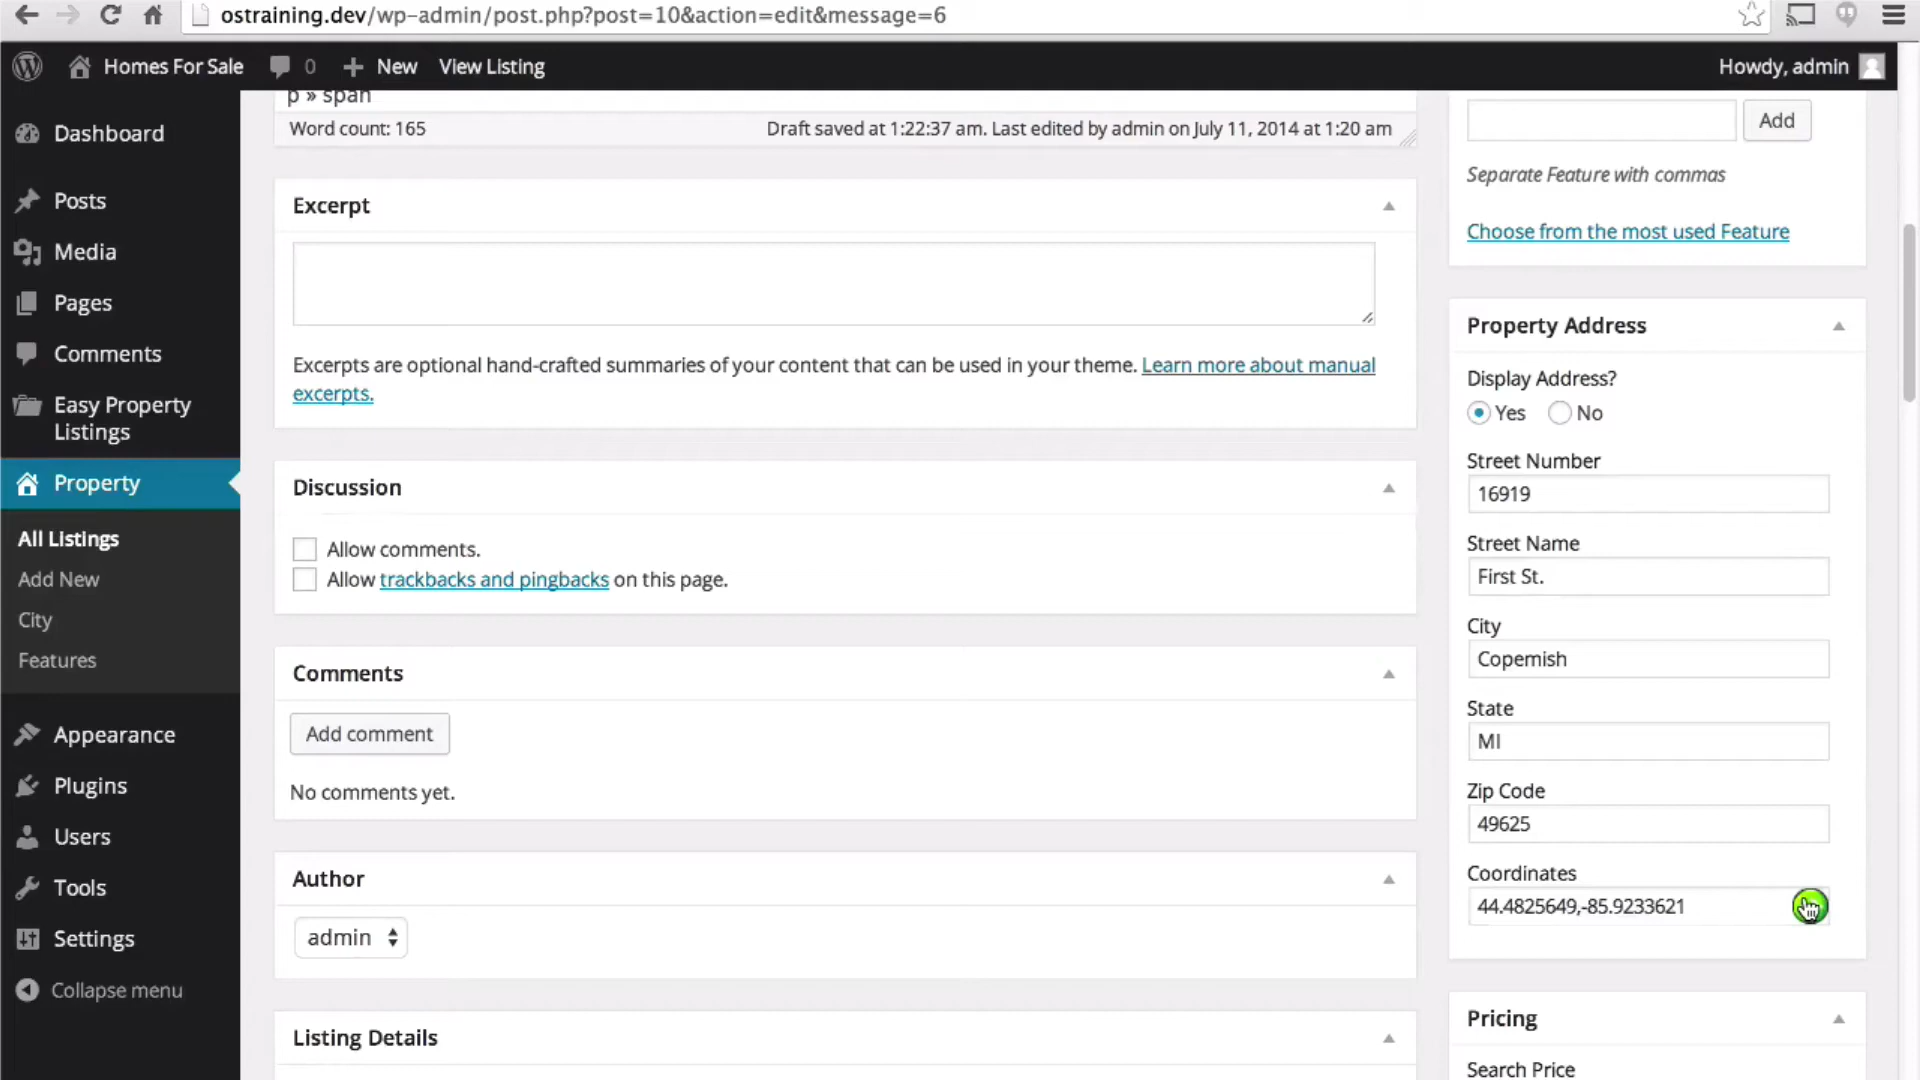 ostraining.dev/wp-admin/post.php?post=10&action=edit&message=6
Homes For Sale
0
New
View Listing
Howdy, admin
Dashboard
Posts
Media
Pages
Comments
Easy Property
Listings
Property
All Listings
Add New
City
Features
Appearance
Plugins
Users
Tools
Settings
Collapse menu
p » span
Word count: 165
Draft saved at 1:22:37 am. Last edited by admin on July 11, 2014 at 1:20 am
Excerpt
Excerpts are optional hand-crafted summaries of your content that can be used in your theme. Learn more about manual
excerpts.
Discussion
Allow comments.
Allow trackbacks and pingbacks on this page.
Comments
Add comment
No comments yet.
Author
admin
Listing Details
Add
Separate Feature with commas
Choose from the most used Feature
Property Address
Display Address?
Yes
No
Street Number
16919
Street Name
First St.
City
Copemish
State
MI
Zip Code
49625
Coordinates
44.4825649,-85.9233621
Pricing
Search Price